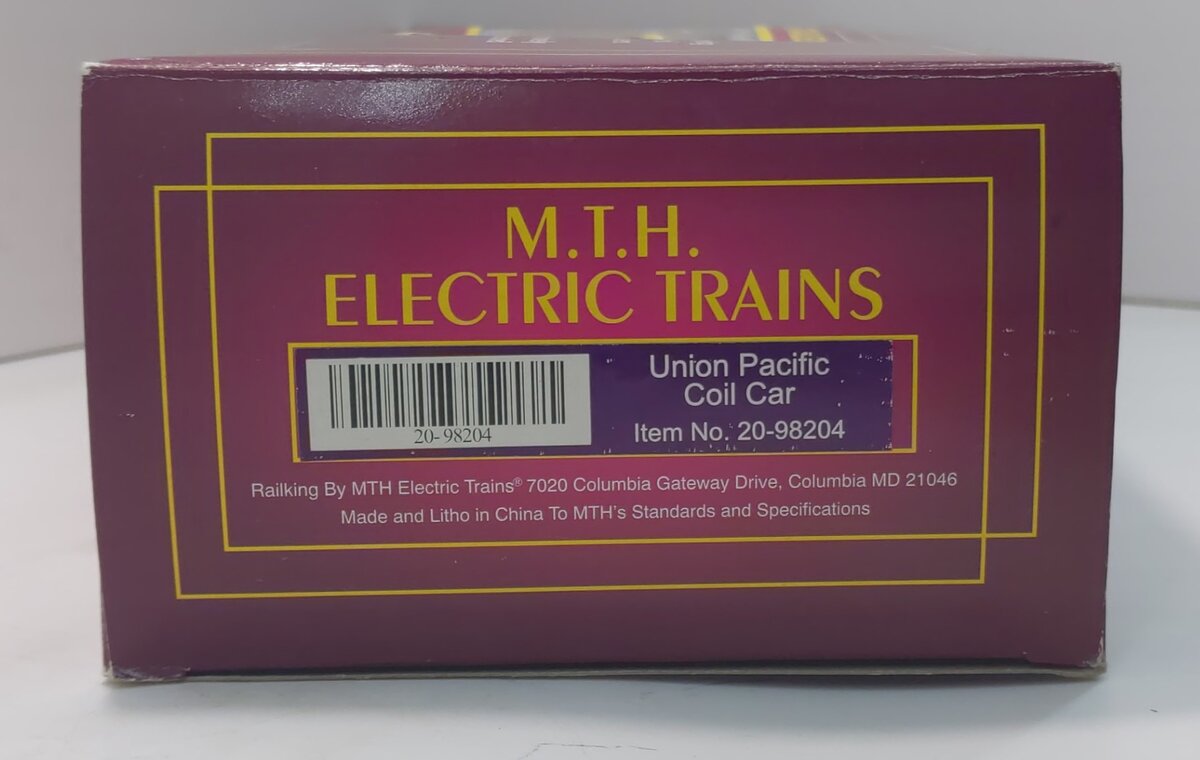 M.T.H.
ELECTRIC TRAINS
Union Pacific
Coil Car
20-98204
Item No. 20-98204
Railking By MTH Electric Trains® 7020 Columbia Gateway Drive, Columbia MD 21046
Made and Litho in China To MTH's Standards and Specifications